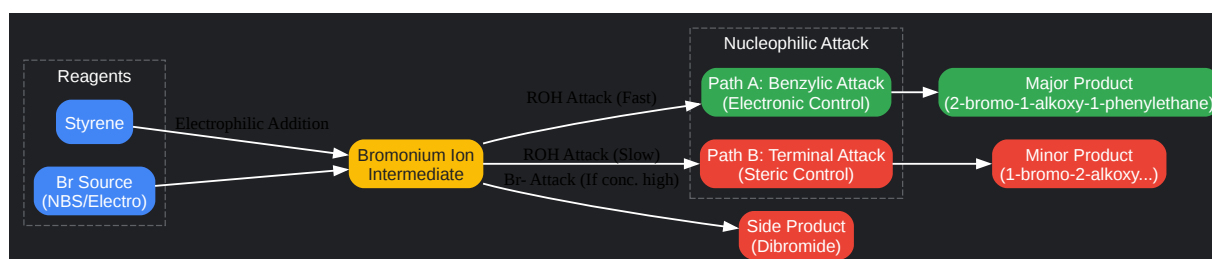 Reagents
Styrene
Br Source
(NBS/Electro)
Electrophilic Addition
Bromonium Ion
Intermediate
ROH Attack (Fast)
ROH Attack (Slow)
Br- Attack (If conc. high)
Nucleophilic Attack
Path A: Benzylic Attack
(Electronic Control)
Path B: Terminal Attack
(Steric Control)
Side Product
(Dibromide)
Major Product
(2-bromo-1-alkoxy-1-phenylethane)
Minor Product
(1-bromo-2-alkoxy...)